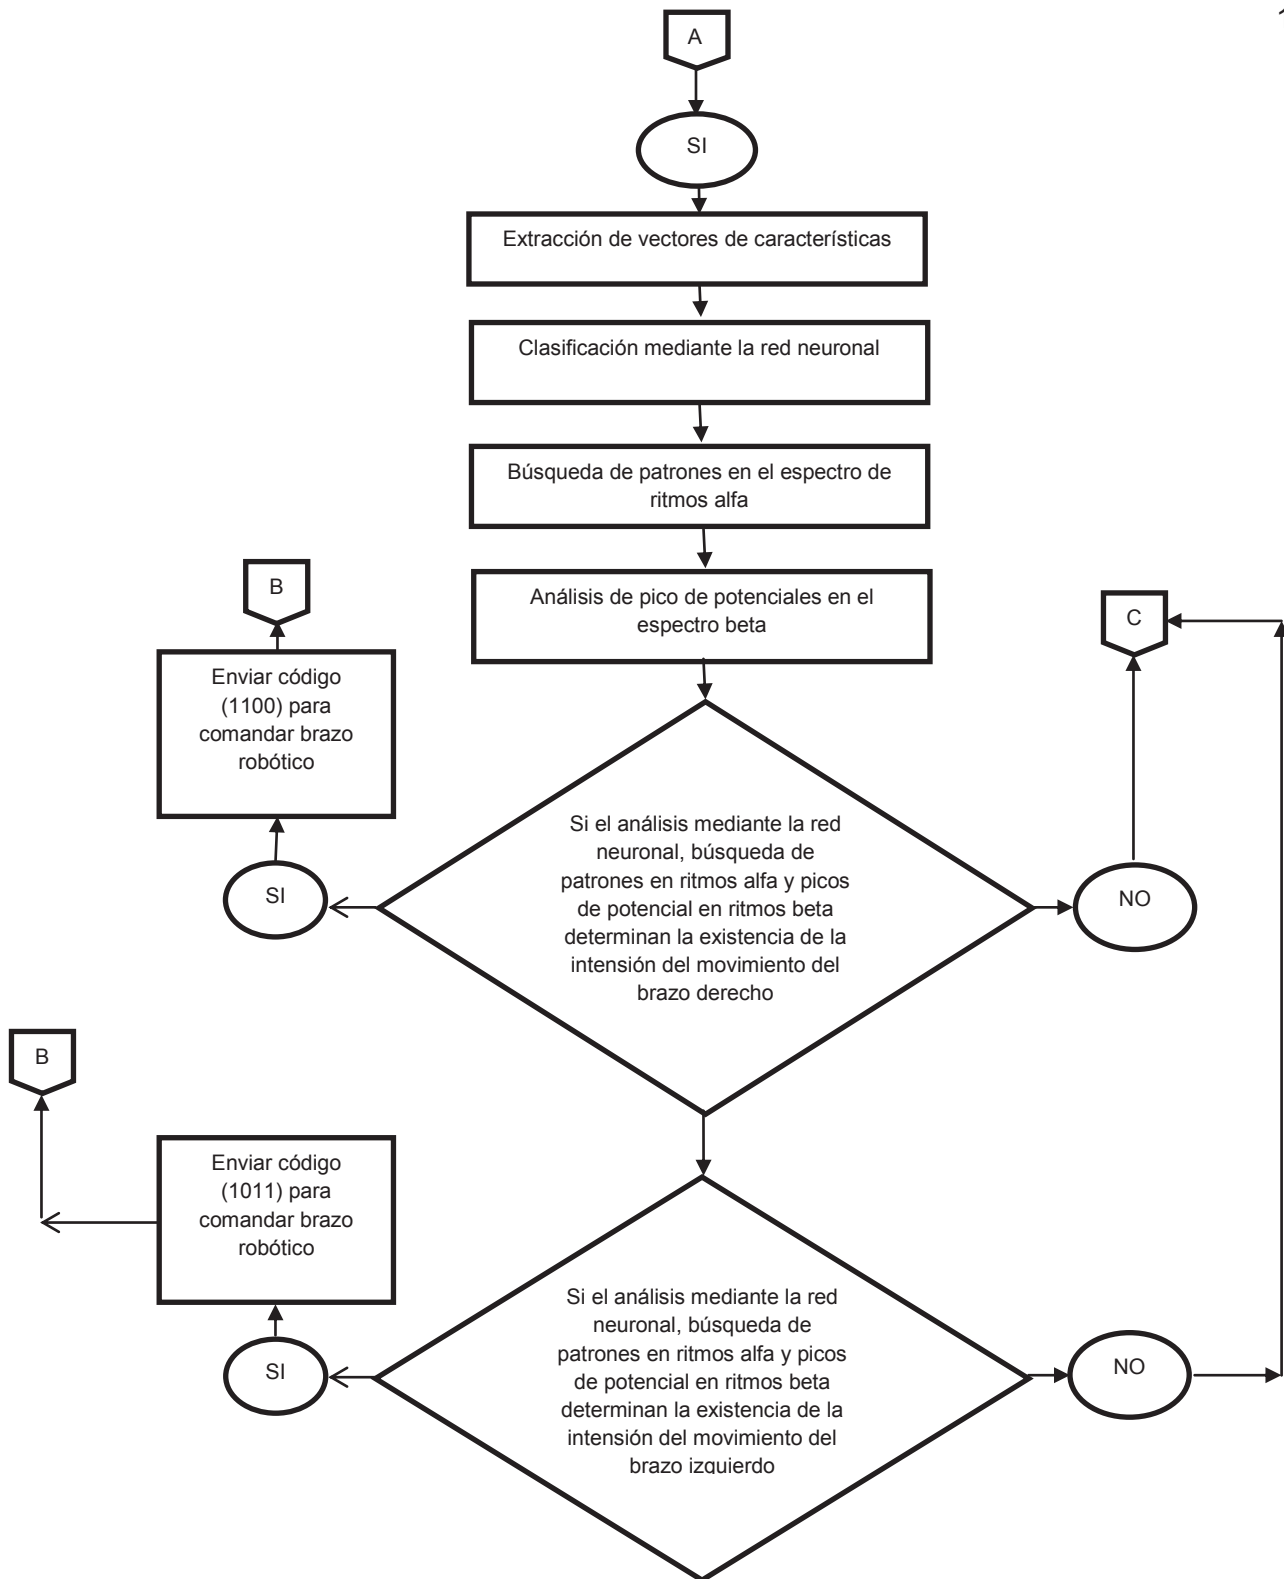 A
SI
Extracción de vectores de características
Clasificación mediante la red neuronal
Búsqueda de patrones en el espectro de
ritmos alfa
Análisis de pico de potenciales en el
espectro beta
B
Enviar código
(1100) para
comandar brazo
robótico
SI
C
NO
Si el análisis mediante la red
neuronal, búsqueda de
patrones en ritmos alfa y picos
de potencial en ritmos beta
determinan la existencia de la
intensión del movimiento del
brazo derecho
B
Enviar código
(1011) para
comandar brazo
robótico
SI
Si el análisis mediante la red
neuronal, búsqueda de
patrones en ritmos alfa y picos
de potencial en ritmos beta
determinan la existencia de la
intensión del movimiento del
brazo izquierdo
NO